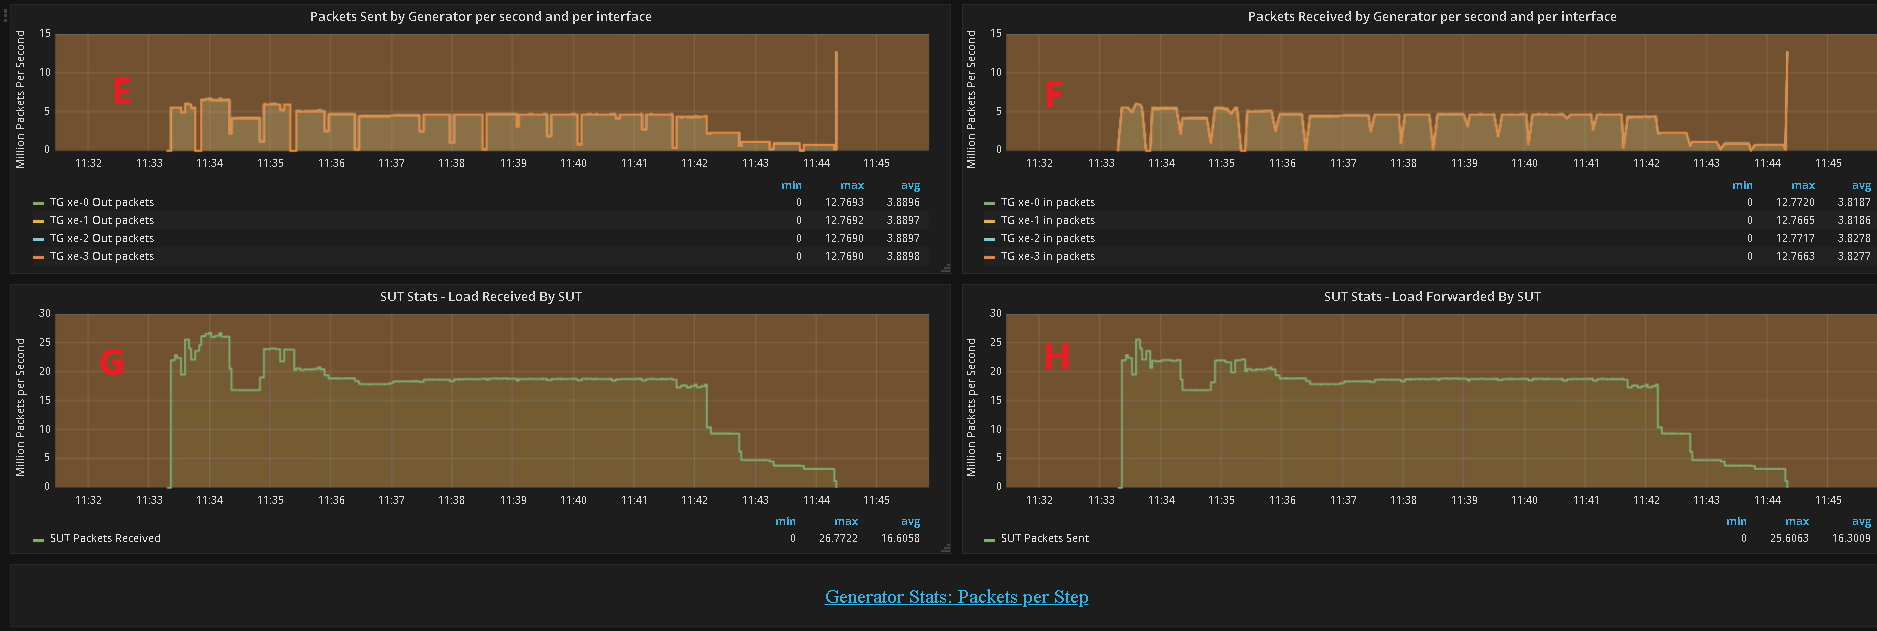 Packets Sent by Generator per second and per interface
Million Packets Per Second
15
10
5
0
E
11:32 11:33 11:34 11:35 11:36 11:37 11:38 11:39 11:40 11:41 11:42 11:43 11:44 11:45
min max avg
TG xe-0 Out packets 0 12.7693 3.8896
TG xe-1 Out packets 0 12.7692 3.8897
TG xe-2 Out packets 0 12.7690 3.8897
TG xe-3 Out packets 0 12.7690 3.8898
Packets Received by Generator per second and per interface
Million Packets Per Second
15
10
5
0
F
11:32 11:33 11:34 11:35 11:36 11:37 11:38 11:39 11:40 11:41 11:42 11:43 11:44 11:45
min max avg
TG xe-0 in packets 0 12.7720 3.8187
TG xe-1 in packets 0 12.7665 3.8186
TG xe-2 in packets 0 12.7717 3.8278
TG xe-3 in packets 0 12.7663 3.8277
SUT Stats - Load Received By SUT
Million Packets per Second
30
25
20
15
10
5
0
G
11:32 11:33 11:34 11:35 11:36 11:37 11:38 11:39 11:40 11:41 11:42 11:43 11:44 11:45
min max avg
SUT Packets Received 0 26.7722 16.6058
SUT Stats - Load Forwarded By SUT
Million Packets per Second
30
25
20
15
10
5
0
H
11:32 11:33 11:34 11:35 11:36 11:37 11:38 11:39 11:40 11:41 11:42 11:43 11:44 11:45
min max avg
SUT Packets Sent 0 25.6063 16.3009
Generator Stats: Packets per Step